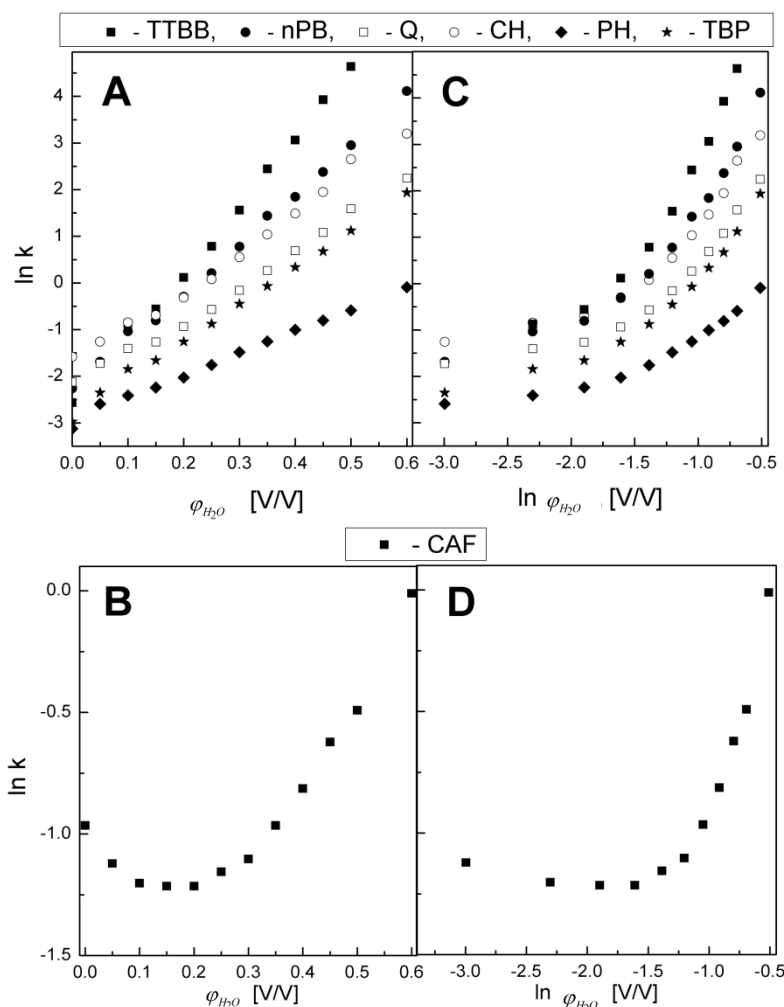 ■ - TTBB, ● - nPB, □ - Q, ○ - CH, ◆ - PH, ★ - TBP
A
C
ln k
4
3
2
1
0
-1
-2
-3
0.0 0.1 0.2 0.3 0.4 0.5 0.6
-3.0 -2.5 -2.0 -1.5 -1.0 -0.5
φH₂O [V/V]
ln φH₂O [V/V]
■ - CAF
B
D
ln k
0.0
-0.5
-1.0
-1.5
0.0 0.1 0.2 0.3 0.4 0.5 0.6
-3.0 -2.5 -2.0 -1.5 -1.0 -0.5
φH₂O [V/V]
ln φH₂O [V/V]